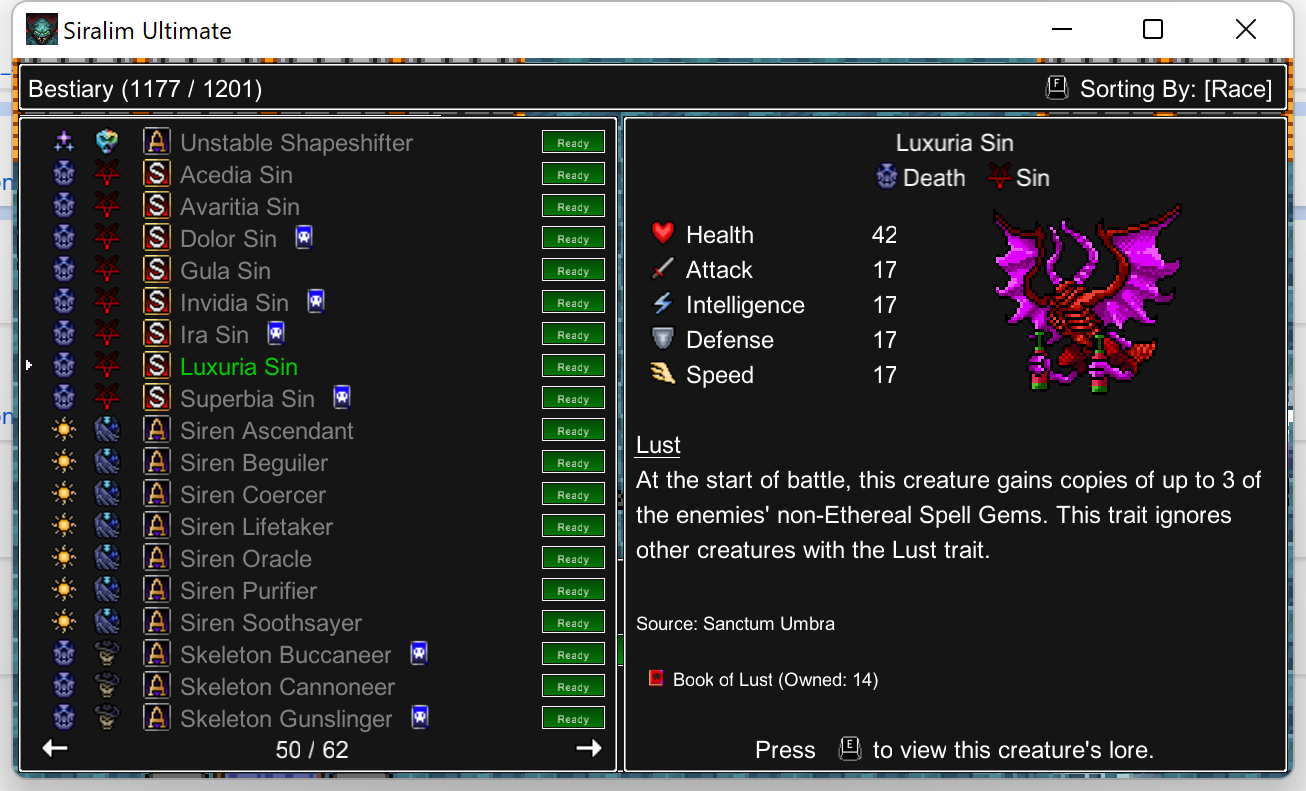 Siralim Ultimate
Bestiary (1177 / 1201)
F Sorting By: [Race]
A Unstable Shapeshifter Ready
S Acedia Sin Ready
S Avaritia Sin Ready
S Dolor Sin Ready
S Gula Sin Ready
S Invidia Sin Ready
S Ira Sin Ready
S Luxuria Sin Ready
S Superbia Sin Ready
A Siren Ascendant Ready
A Siren Beguiler Ready
A Siren Coercer Ready
A Siren Lifetaker Ready
A Siren Oracle Ready
A Siren Purifier Ready
A Siren Soothsayer Ready
A Skeleton Buccaneer Ready
A Skeleton Cannoneer Ready
A Skeleton Gunslinger Ready
50 / 62
Luxuria Sin
Death Sin
Health 42
Attack 17
Intelligence 17
Defense 17
Speed 17
Lust
At the start of battle, this creature gains copies of up to 3 of
the enemies' non-Ethereal Spell Gems. This trait ignores
other creatures with the Lust trait.
Source: Sanctum Umbra
Book of Lust (Owned: 14)
Press E to view this creature's lore.